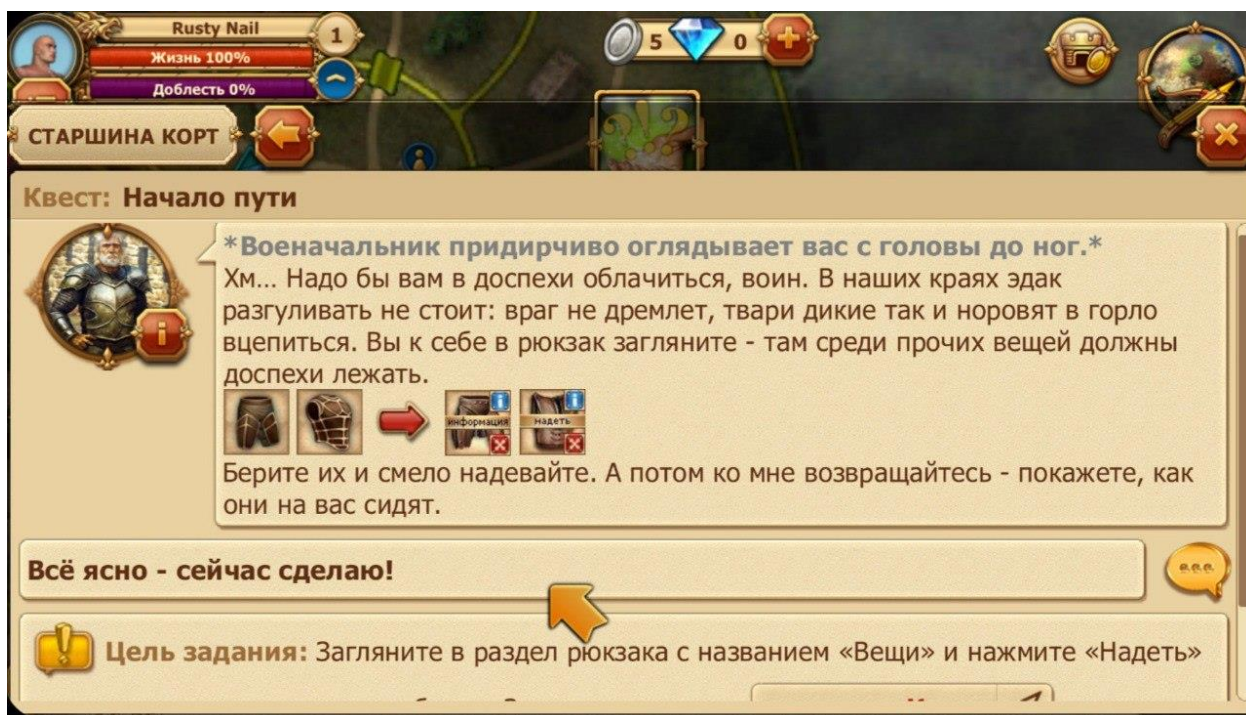 Rusty Nail
1
Жизнь 100%
Доблесть 0%
5
0
СТАРШИНА КОРТ
Квест: Начало пути
*Военачальник придирчиво оглядывает вас с головы до ног.*
Хм... Надо бы вам в доспехи облачиться, воин. В наших краях эдак
разгуливать не стоит: враг не дремлет, твари дикие так и норовят в горло
вцепиться. Вы к себе в рюкзак загляните - там среди прочих вещей должны
доспехи лежать.
информация
надеть
Берите их и смело надевайте. А потом ко мне возвращайтесь - покажете, как
они на вас сидят.
Всё ясно - сейчас сделаю!
Цель задания: Загляните в раздел рюкзака с названием «Вещи» и нажмите «Надеть»